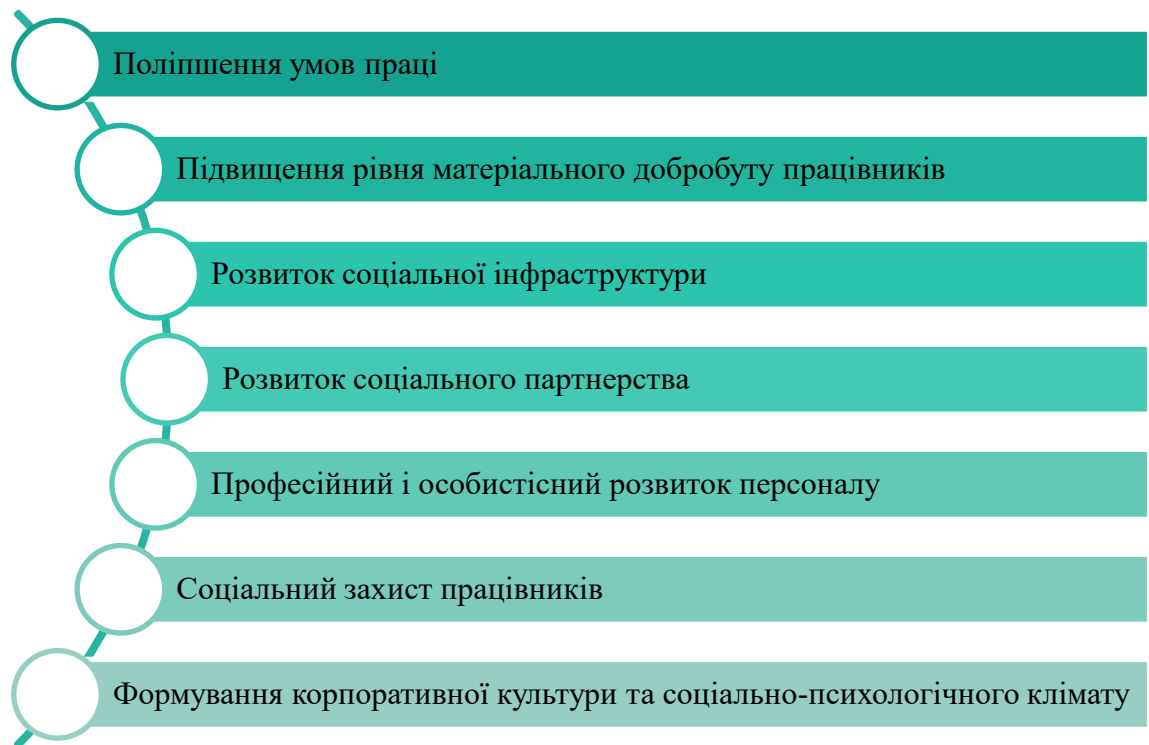 Поліпшення умов праці
Підвищення рівня матеріального добробуту працівників
Розвиток соціальної інфраструктури
Розвиток соціального партнерства
Професійний і особистісний розвиток персоналу
Соціальний захист працівників
Формування корпоративної культури та соціально-психологічного клімату